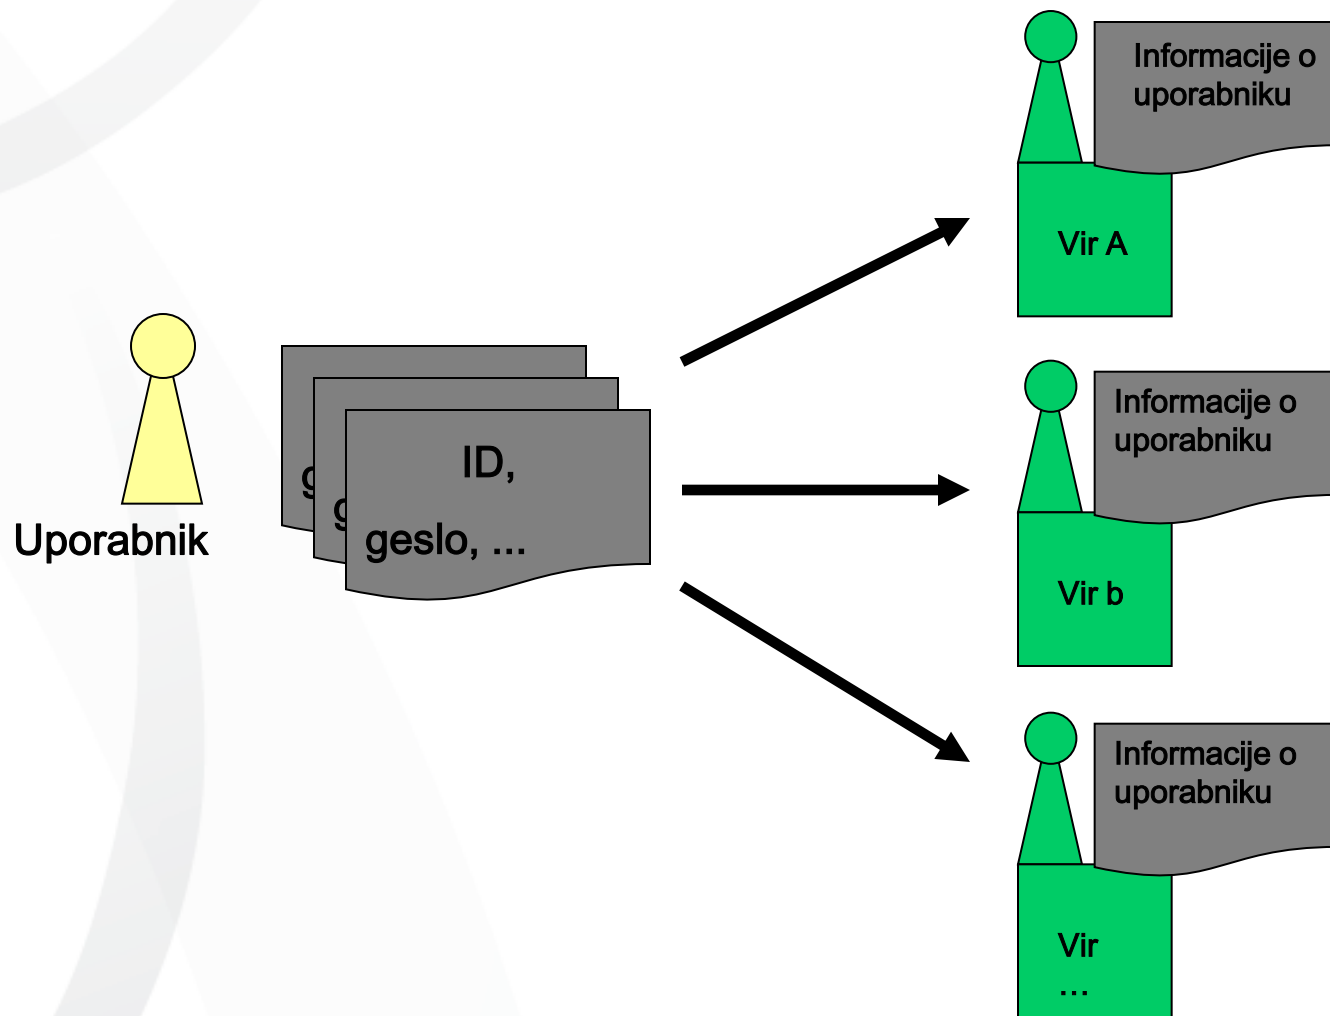 Informacije o
uporabniku
Vir A
Uporabnik
ID,
geslo, ...
Informacije o
uporabniku
Vir b
Informacije o
uporabniku
Vir
...